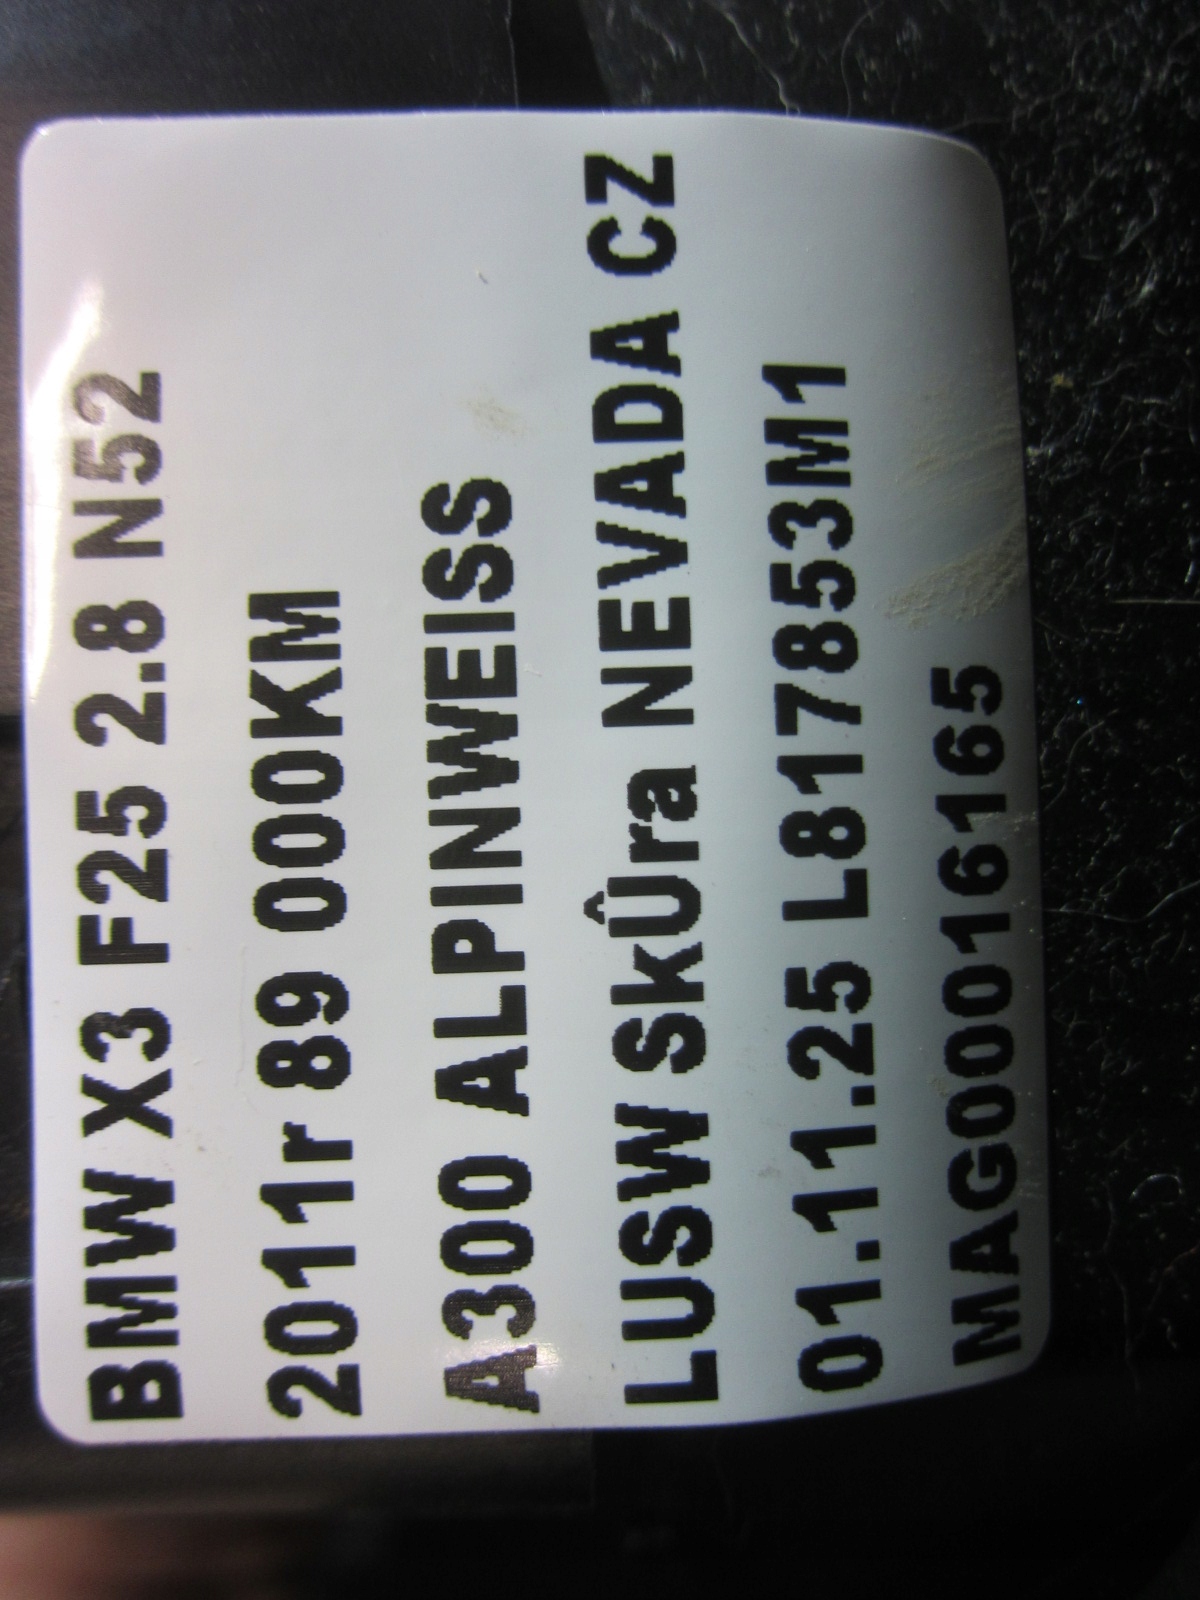 BMW X3 F25 2.8 N52
2011r 89 000KM
A300 ALPINWEISS
LUSW SkÛra NEVADA CZ
01.11.25 L817853M1
MAG00016165